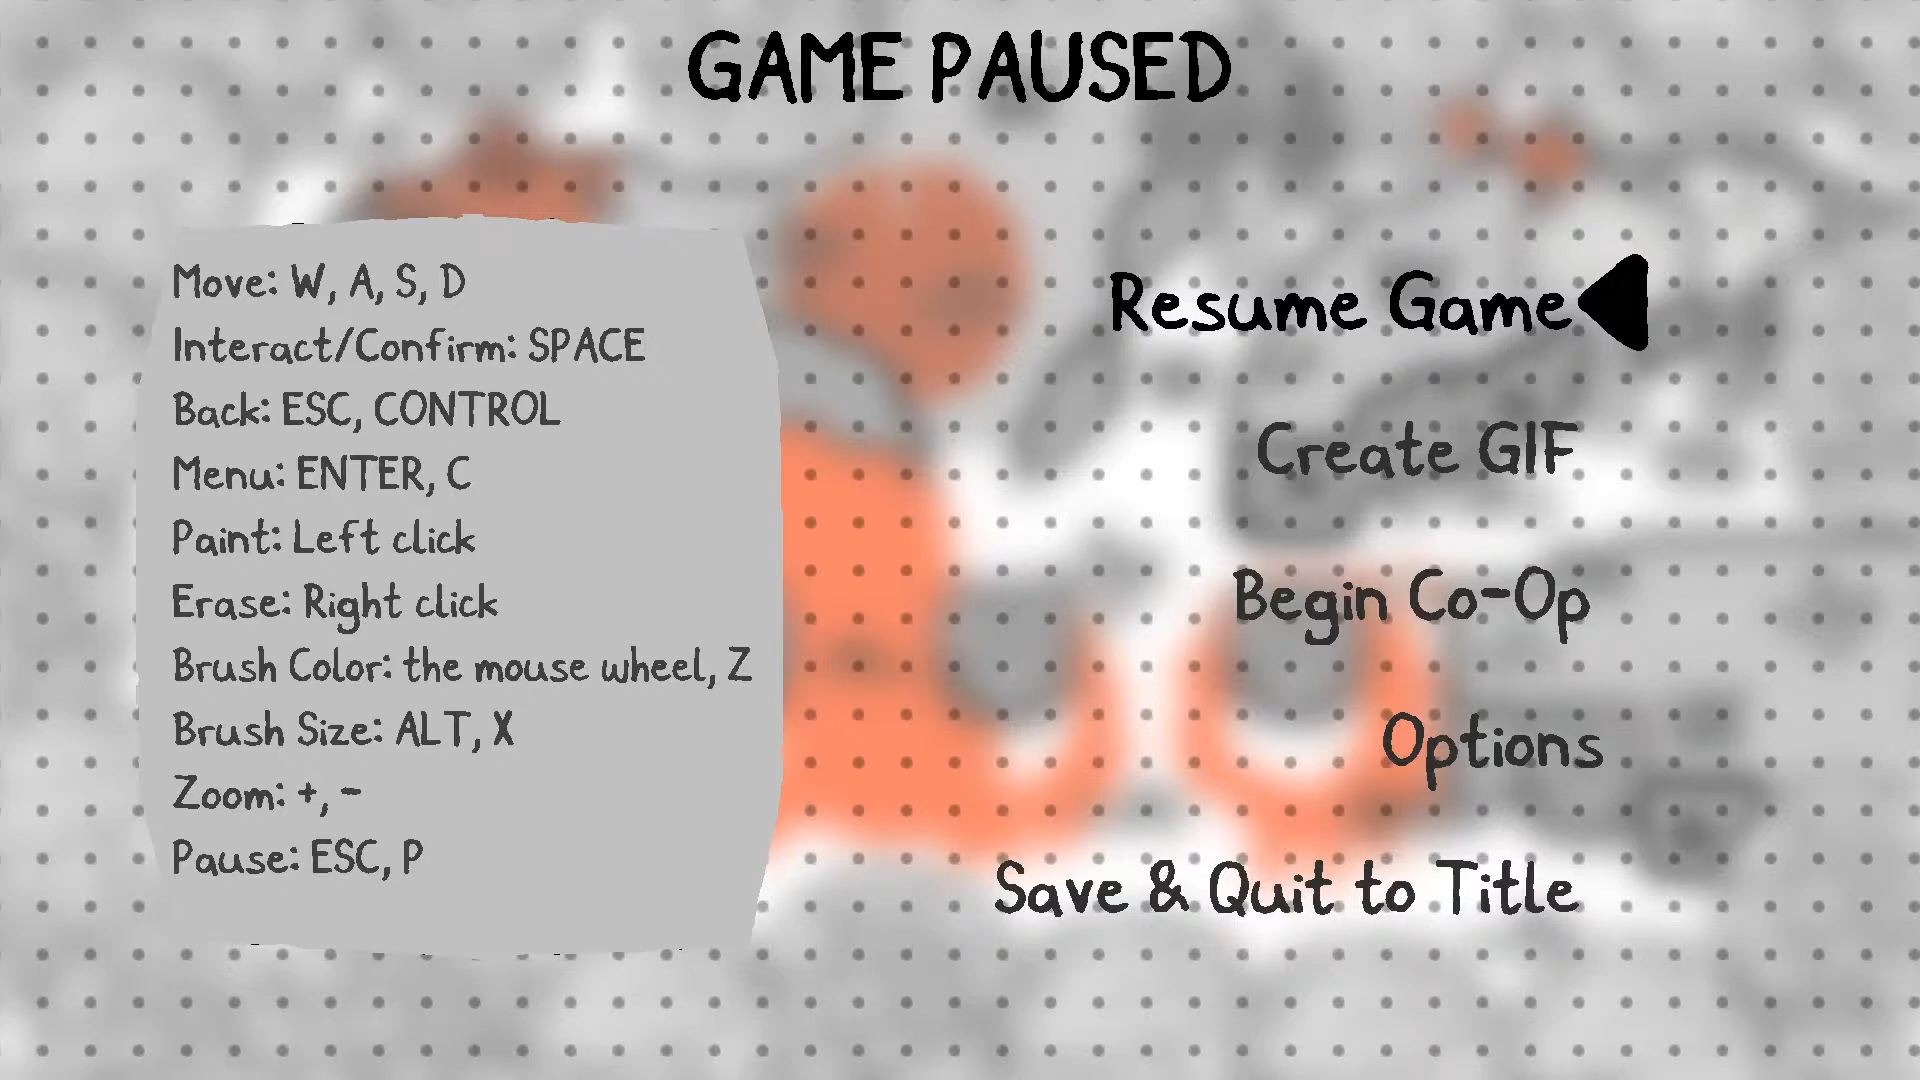 GAME PAUSED
Move: W, A, S, D
Interact/Confirm: SPACE
Back: ESC, CONTROL
Menu: ENTER, C
Paint: Left click
Erase: Right click
Brush Color: the mouse wheel, Z
Brush Size: ALT, X
Zoom: +, -
Pause: ESC, P
Resume Game
Create GIF
Begin Co-Op
Options
Save & Quit to Title